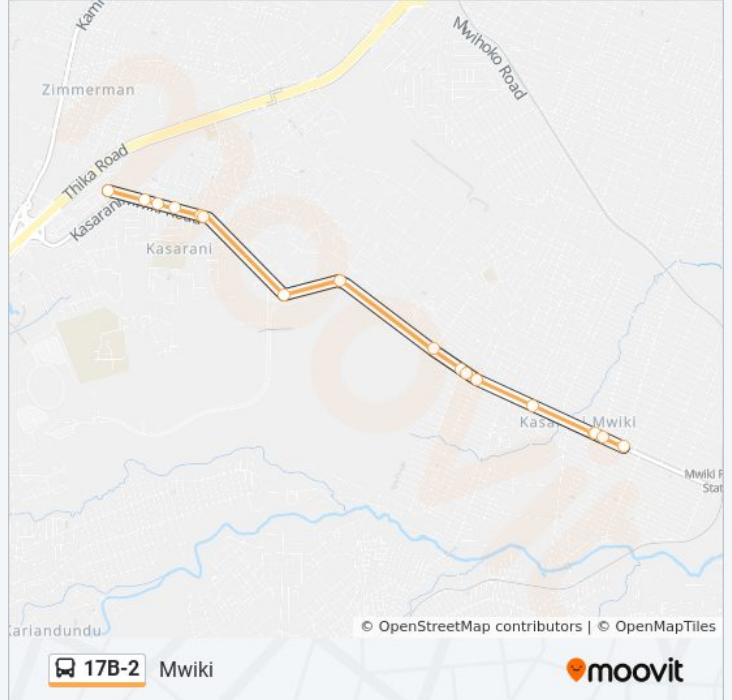 Kami
Mwihoko Road
Zimmerman
Thika Road
Kasarani
Kasarani
Kasarani Mwiki
Mwiki
Stat
Kariandundu
© OpenStreetMap contributors | © OpenMapTiles
17B-2 Mwiki
moovit